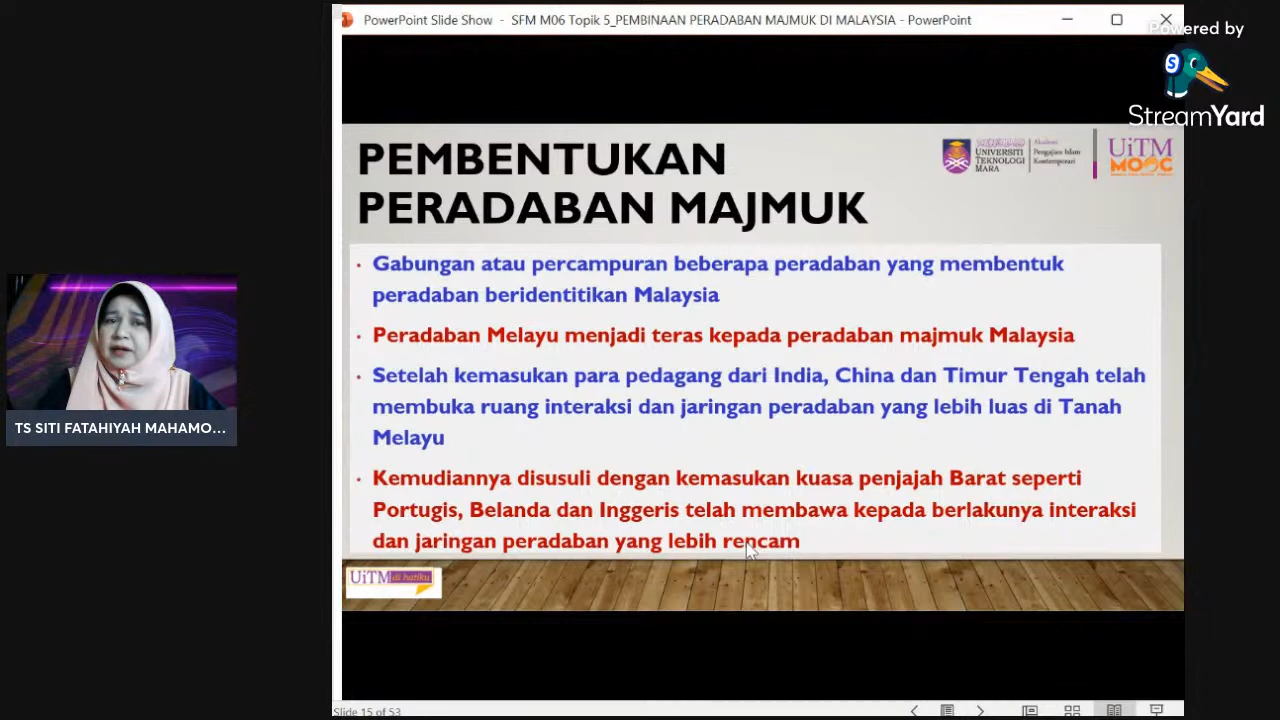 PowerPoint Slide Show - SFM M06 Topik 5_PEMBINAAN PERADABAN MAJMUK DI MALAYSIA - PowerPoint
Powered by
StreamYard
PEMBENTUKAN
PERADABAN MAJMUK
UNIVERSITI
TEKNOLOGI
MARA
Akademi
Pengajian Islam
Kontemporari
UiTM
MOOC
• Gabungan atau percampuran beberapa peradaban yang membentuk
peradaban beridentitikan Malaysia
• Peradaban Melayu menjadi teras kepada peradaban majmuk Malaysia
• Setelah kemasukan para pedagang dari India, China dan Timur Tengah telah
membuka ruang interaksi dan jaringan peradaban yang lebih luas di Tanah
Melayu
• Kemudiannya disusuli dengan kemasukan kuasa penjajah Barat seperti
Portugis, Belanda dan Inggeris telah membawa kepada berlakunya interaksi
dan jaringan peradaban yang lebih rencam
TS SITI FATAHIYAH MAHAMO...
UiTM di hatiku
Slide 15 of 53